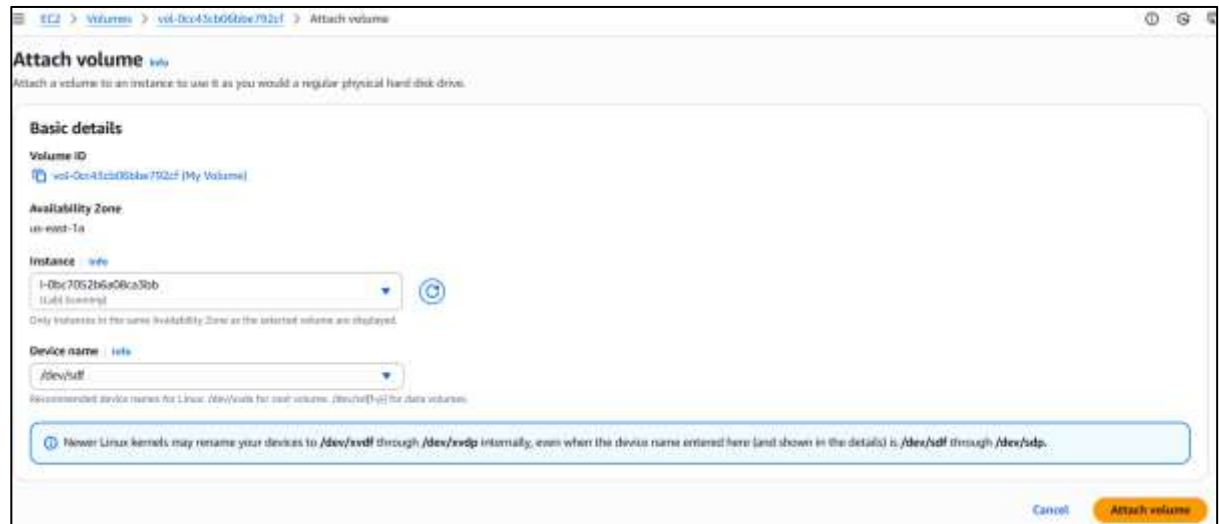 EC2 > Volumes > vol-0cc43cb06bbe792cf > Attach volume
Attach volume Info
Attach a volume to an instance to use it as you would a regular physical hard disk drive.
Basic details
Volume ID
vol-0cc43cb06bbe792cf (My Volume)
Availability Zone
us-east-1a
Instance | Info
i-0bc7052b6a08ca3bb
(Lab) (running)
Only instances in the same Availability Zone as the selected volume are displayed.
Device name | Info
/dev/sdf
Recommended device names for Linux: /dev/xvda for root volume. /dev/sd[f-p] for data volumes.
Newer Linux kernels may rename your devices to /dev/xvdf through /dev/xvdp internally, even when the device name entered here (and shown in the details) is /dev/sdf through /dev/sdp.
Cancel
Attach volume